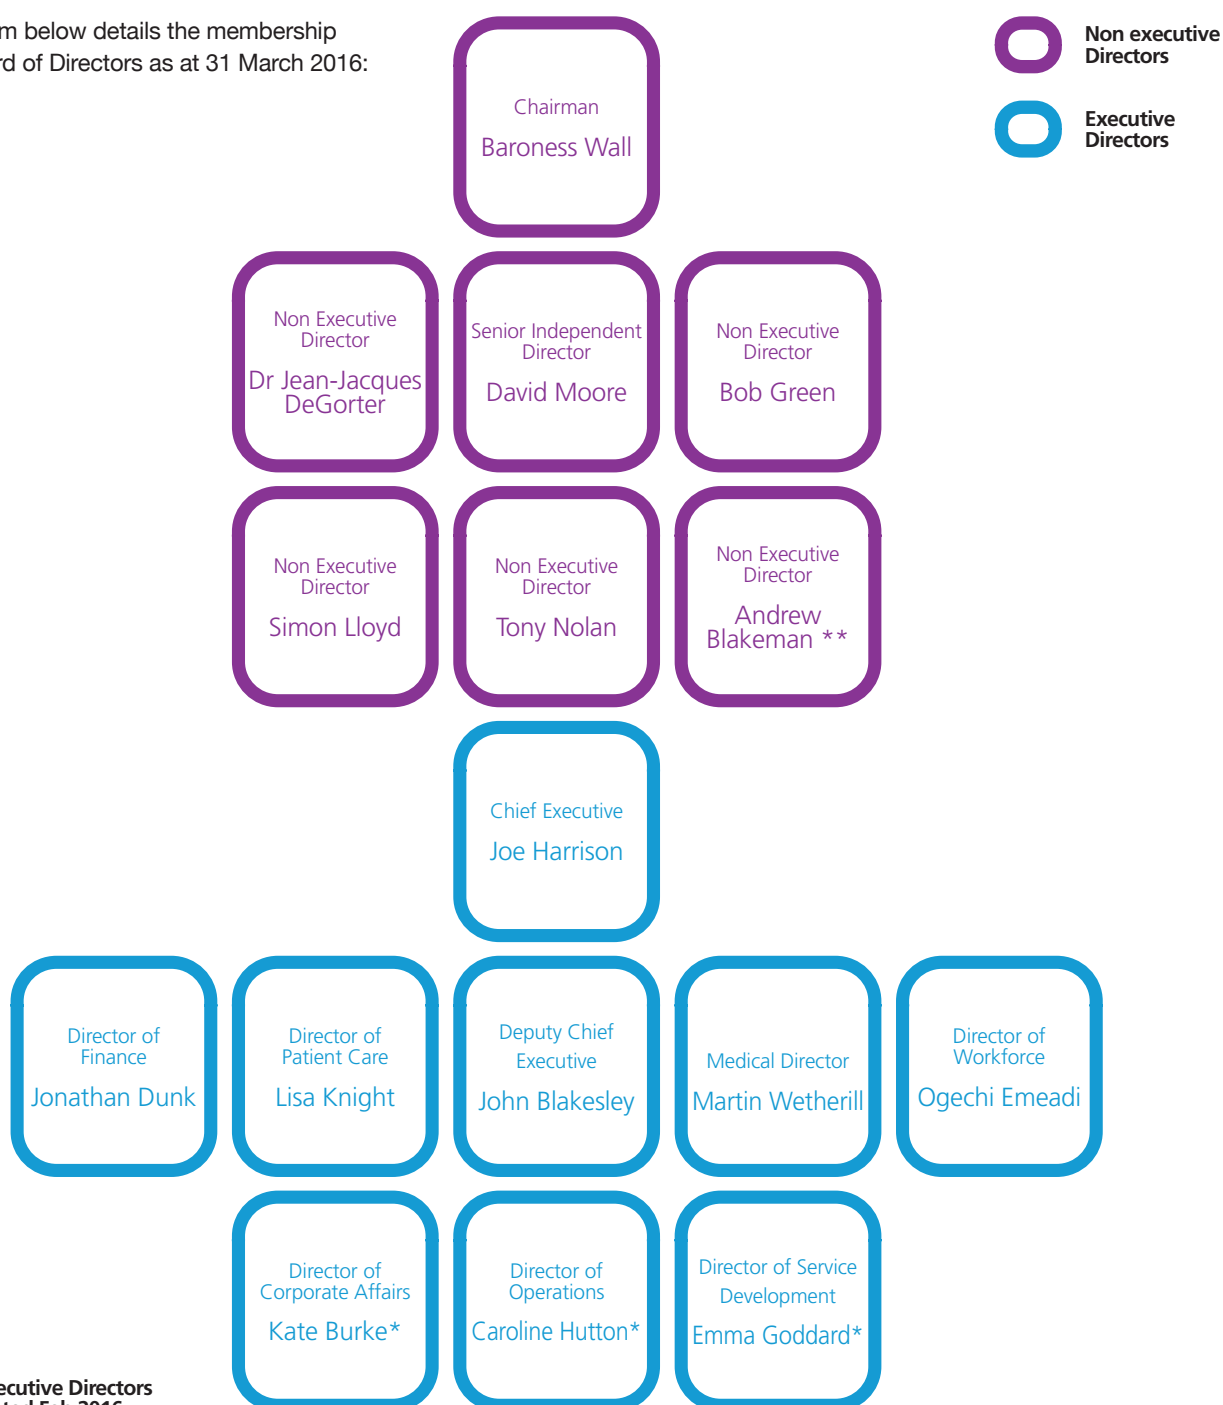 below details the membership
of Directors as at 31 March 2016:
Non executive
Directors
Executive
Directors
Chairman
Baroness Wall
Non Executive
Director
Dr Jean-Jacques
DeGorter
Senior Independent
Director
David Moore
Non Executive
Director
Bob Green
Non Executive
Director
Simon Lloyd
Non Executive
Director
Tony Nolan
Non Executive
Director
Andrew
Blakeman **
Chief Executive
Joe Harrison
Director of
Finance
Jonathan Dunk
Director of
Patient Care
Lisa Knight
Deputy Chief
Executive
John Blakesley
Medical Director
Martin Wetherill
Director of
Workforce
Ogechi Emeadi
Director of
Corporate Affairs
Kate Burke*
Director of
Operations
Caroline Hutton*
Director of Service
Development
Emma Goddard*
Directors
Feb 2016